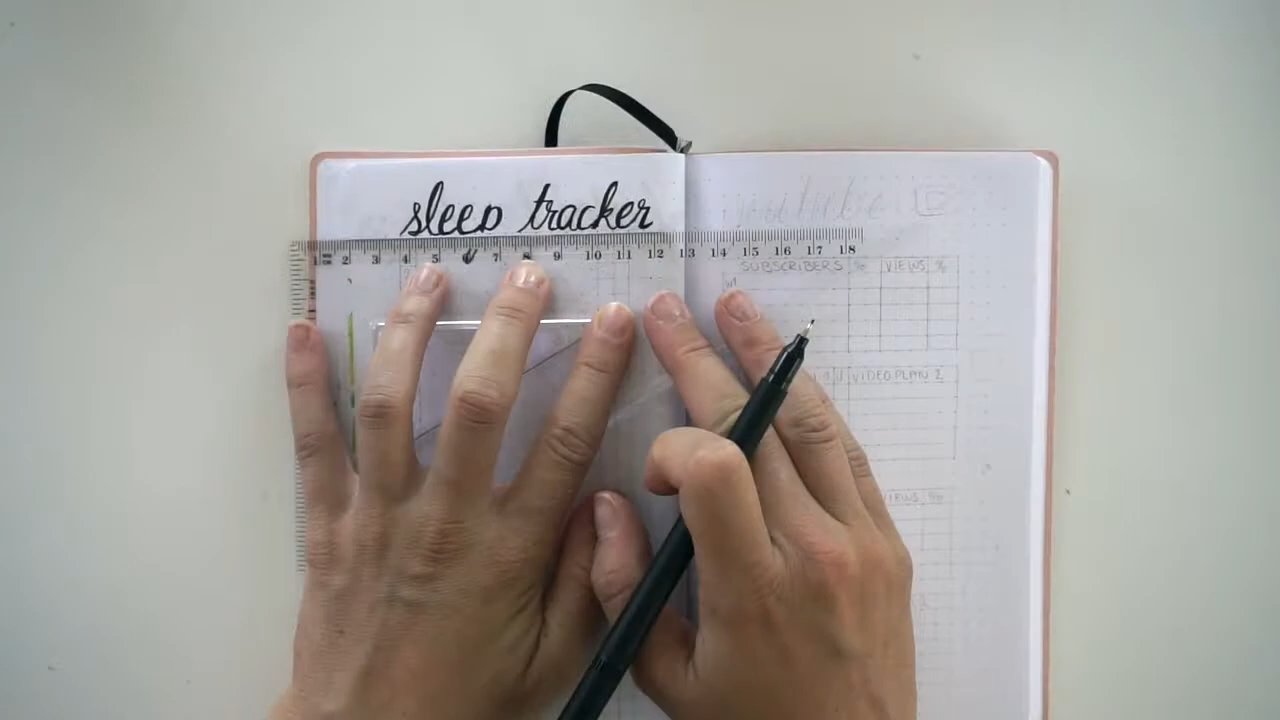 sleep tracker
1 2 3 4 5 6 7 8 9 10 11 12 13 14 15 16 17 18
SUBSCRIBERS % VIEWS %
VIDEO PLAN 2
VIEWS %